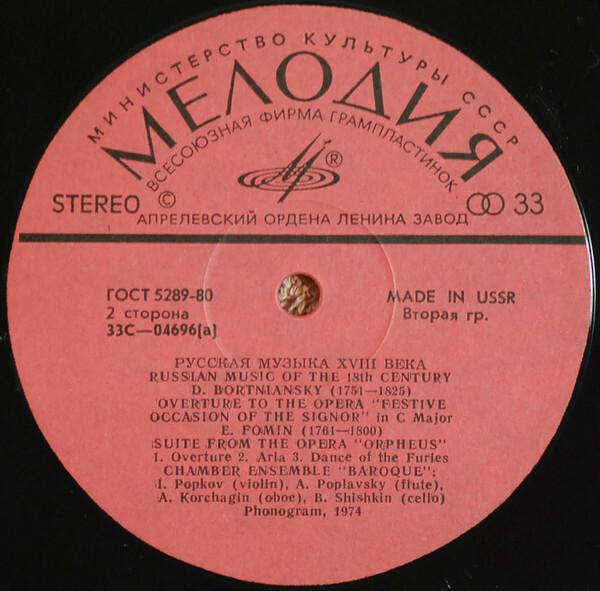 МИНИСТЕРСТВО КУЛЬТУРЫ СССР
МЕЛОДИЯ
ВСЕСОЮЗНАЯ ФИРМА ГРАМПЛАСТИНОК
®
STEREO ©
33
АПРЕЛЕВСКИЙ ОРДЕНА ЛЕНИНА ЗАВОД
ГОСТ 5289-80
MADE IN USSR
2 сторона
Вторая гр.
33С—04696(а)
РУССКАЯ МУЗЫКА XVIII ВЕКА
RUSSIAN MUSIC OF THE 18th CENTURY
D. BORTNIANSKY (1751—1825)
OVERTURE TO THE OPERA "FESTIVE
OCCASION OF THE SIGNOR" in C Major
E. FOMIN (1761—1800)
SUITE FROM THE OPERA "ORPHEUS"
1. Overture 2. Aria 3. Dance of the Furies
CHAMBER ENSEMBLE "BAROQUE":
I. Popkov (violin), A. Poplavsky (flute),
A. Korchagin (oboe), B. Shishkin (cello)
Phonogram, 1974